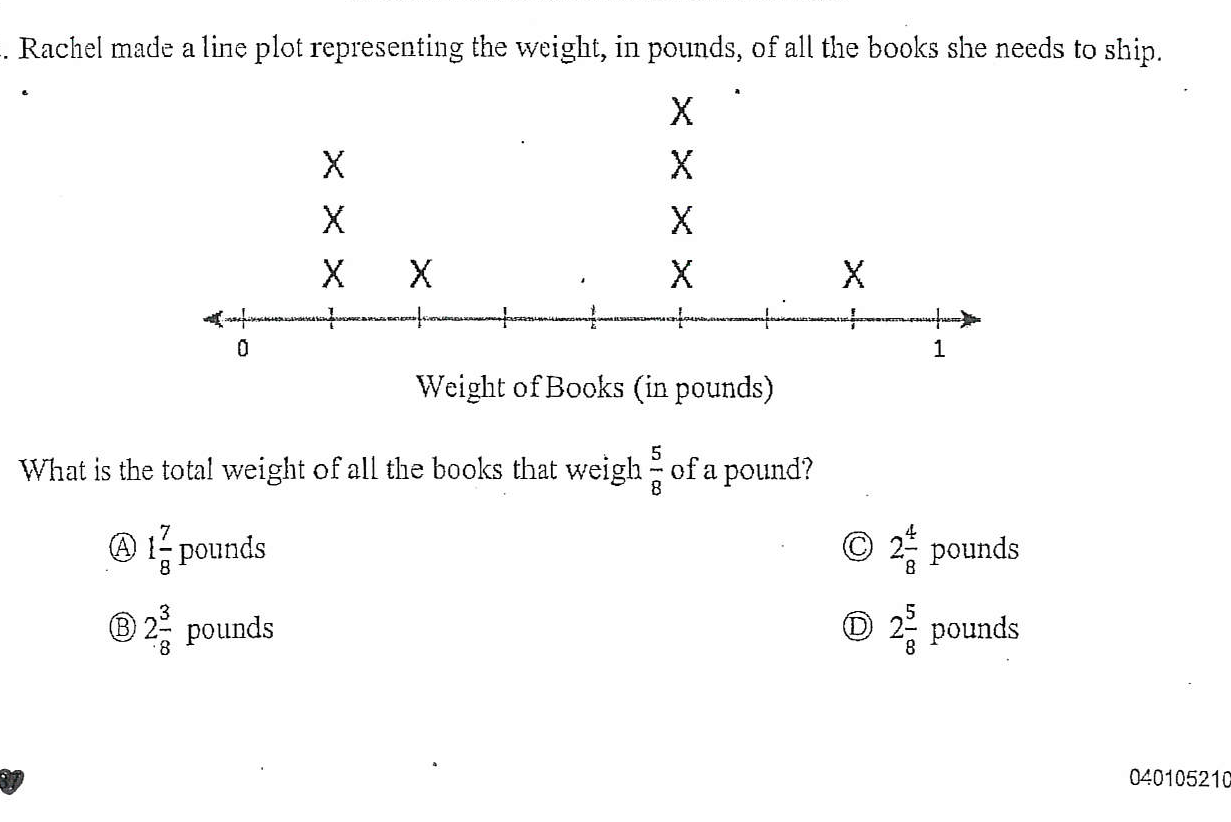 . Rachel made a line plot representing the weight, in pounds, of all the books she needs to ship.
X
X X
X X
X X X X
0 1
Weight of Books (in pounds)
What is the total weight of all the books that weigh 5/8 of a pound?
Ⓐ 1 7/8 pounds Ⓒ 2 4/8 pounds
Ⓑ 2 3/8 pounds Ⓓ 2 5/8 pounds
040105210